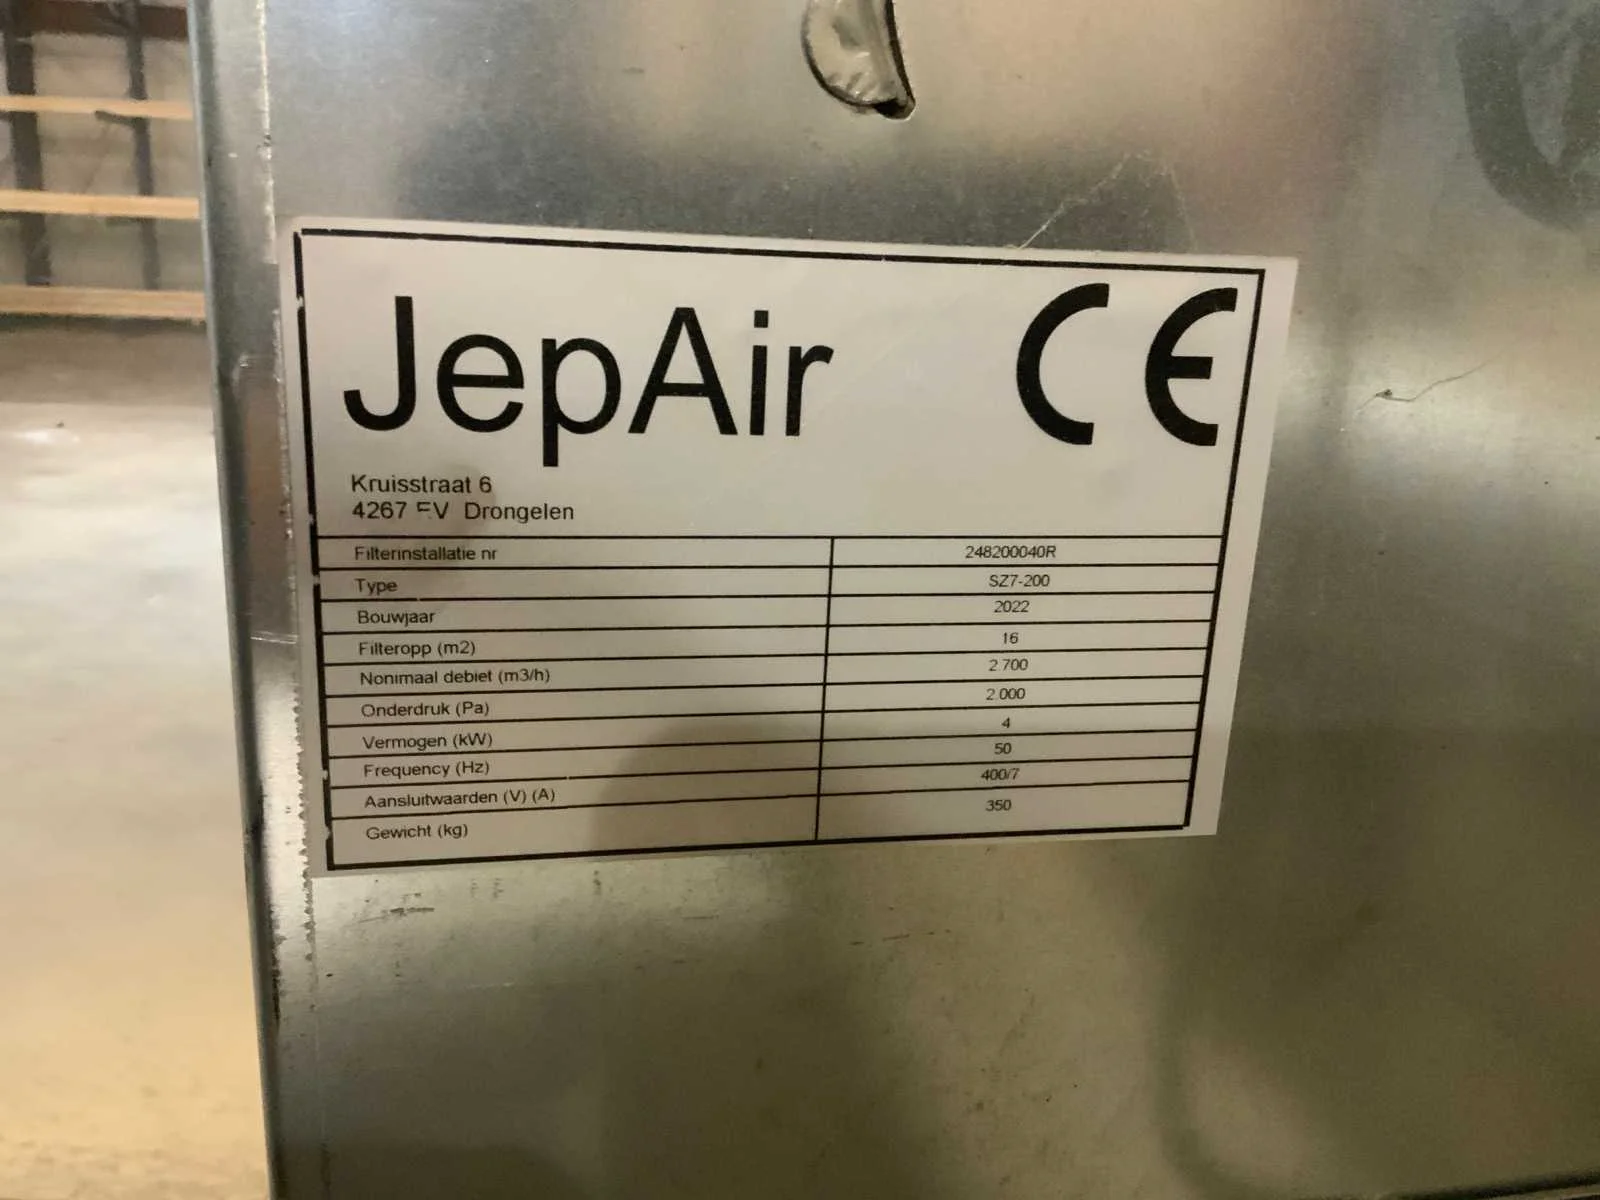 JepAir CE
Kruisstraat 6
4267 EV Drongelen
Filterinstallatie nr 248200040R
Type SZ7-200
Bouwjaar 2022
Filteropp (m2) 16
Nonimaal debiet (m3/h) 2.700
Onderdruk (Pa) 2.000
Vermogen (kW) 4
Frequency (Hz) 50
Aansluitwaarden (V) (A) 400/7
Gewicht (kg) 350